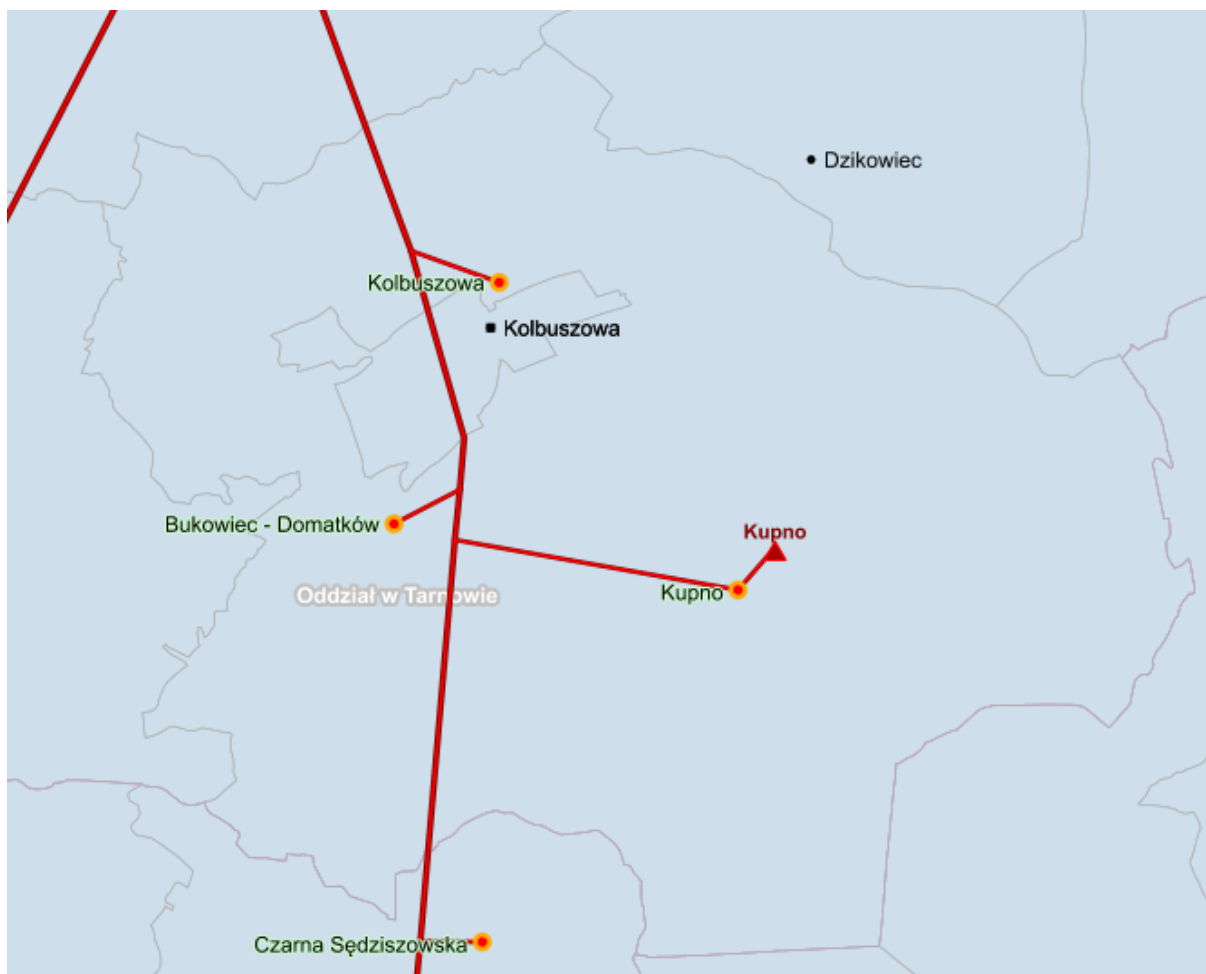 Dzikowiec
Kolbuszowa
Kolbuszowa
Bukowiec - Domatków
Kupno
Kupno
Oddział w Tarnowie
Czarna Sędziszowska